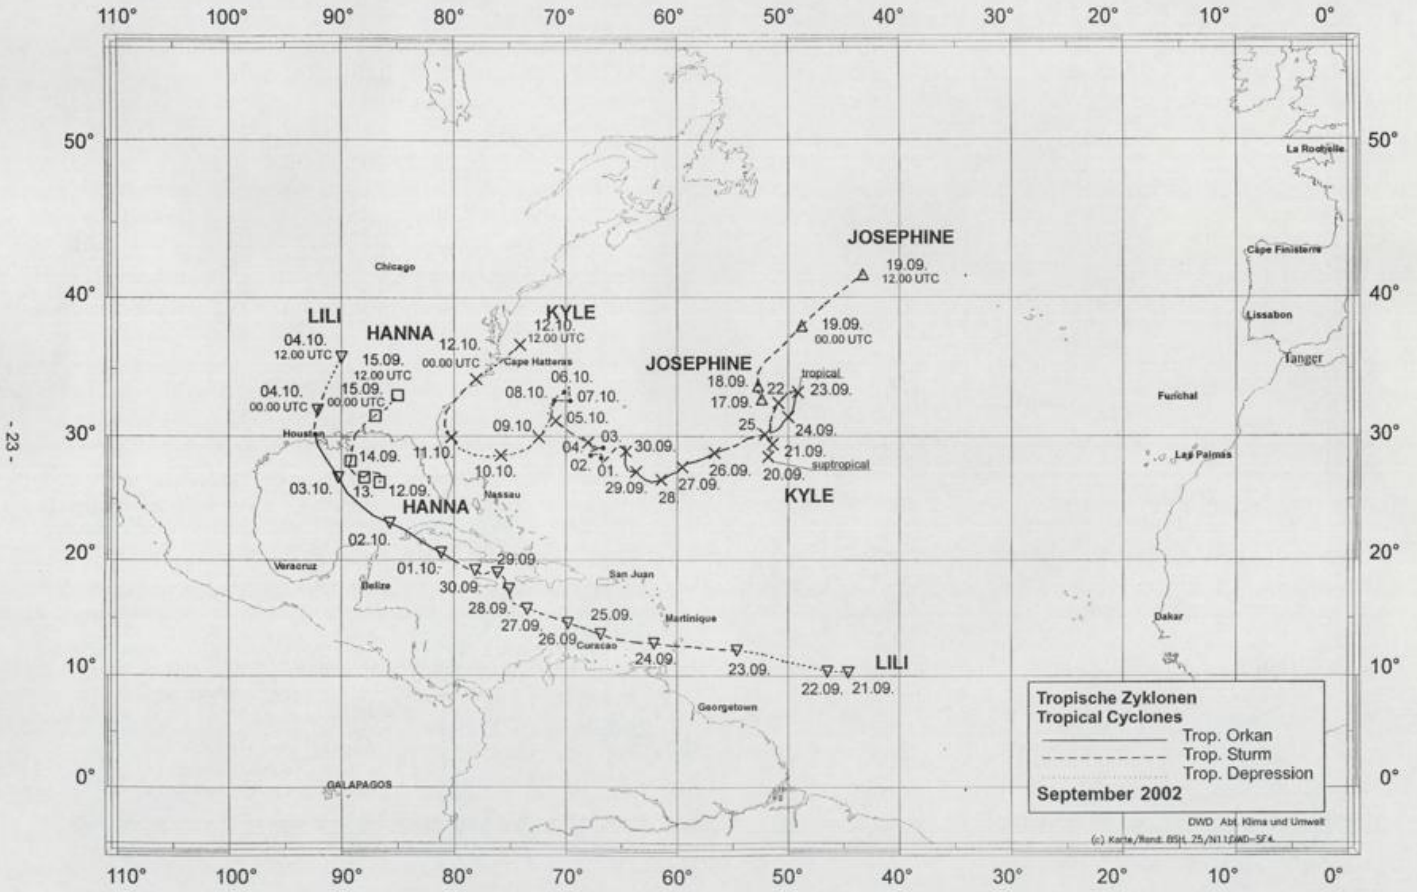 110° 100° 90° 80° 70° 60° 50° 40° 30° 20° 10° 0°
50° 50°
La Rochelle
JOSEPHINE
Cape Finisterre
Chicago
19.09.
12.00 UTC
40° 40°
LILI
KYLE
Lissabon
HANNA
12.10.
12.00 UTC
19.09.
00.00 UTC
04.10.
12.00 UTC
12.10.
00.00 UTC
15.09.
12.00 UTC
Cape Hatteras
JOSEPHINE
Tanger
tropical
06.10.
18.09.
22
23.09.
04.10.
00.00 UTC
15.09.
00.00 UTC
08.10.
07.10.
17.09.
Funchal
05.10.
09.10.
25.
24.09.
Houston
30° 30°
11.10.
04.
03.
30.09.
21.09.
Las Palmas
14.09.
10.10.
02.
01.
26.09.
20.09.
suptropical
03.10.
13.
12.09.
29.09.
28.
27.09.
KYLE
Nassau
HANNA
02.10.
20° 20°
01.10.
29.09
Veracruz
Belize
30.09.
San Juan
28.09.
25.09.
27.09.
Martinique
Dakar
26.09.
Curacao
24.09.
23.09.
LILI
10° 10°
22.09.
21.09.
Georgetown
Tropische Zyklonen
Tropical Cyclones
Trop. Orkan
Trop. Sturm
Trop. Depression
September 2002
0° 0°
GALAPAGOS
DWD Abt. Klima und Umwelt
110° 100° 90° 80° 70° 60° 50° 40° 30° 20° 10° 0°
- 23 -